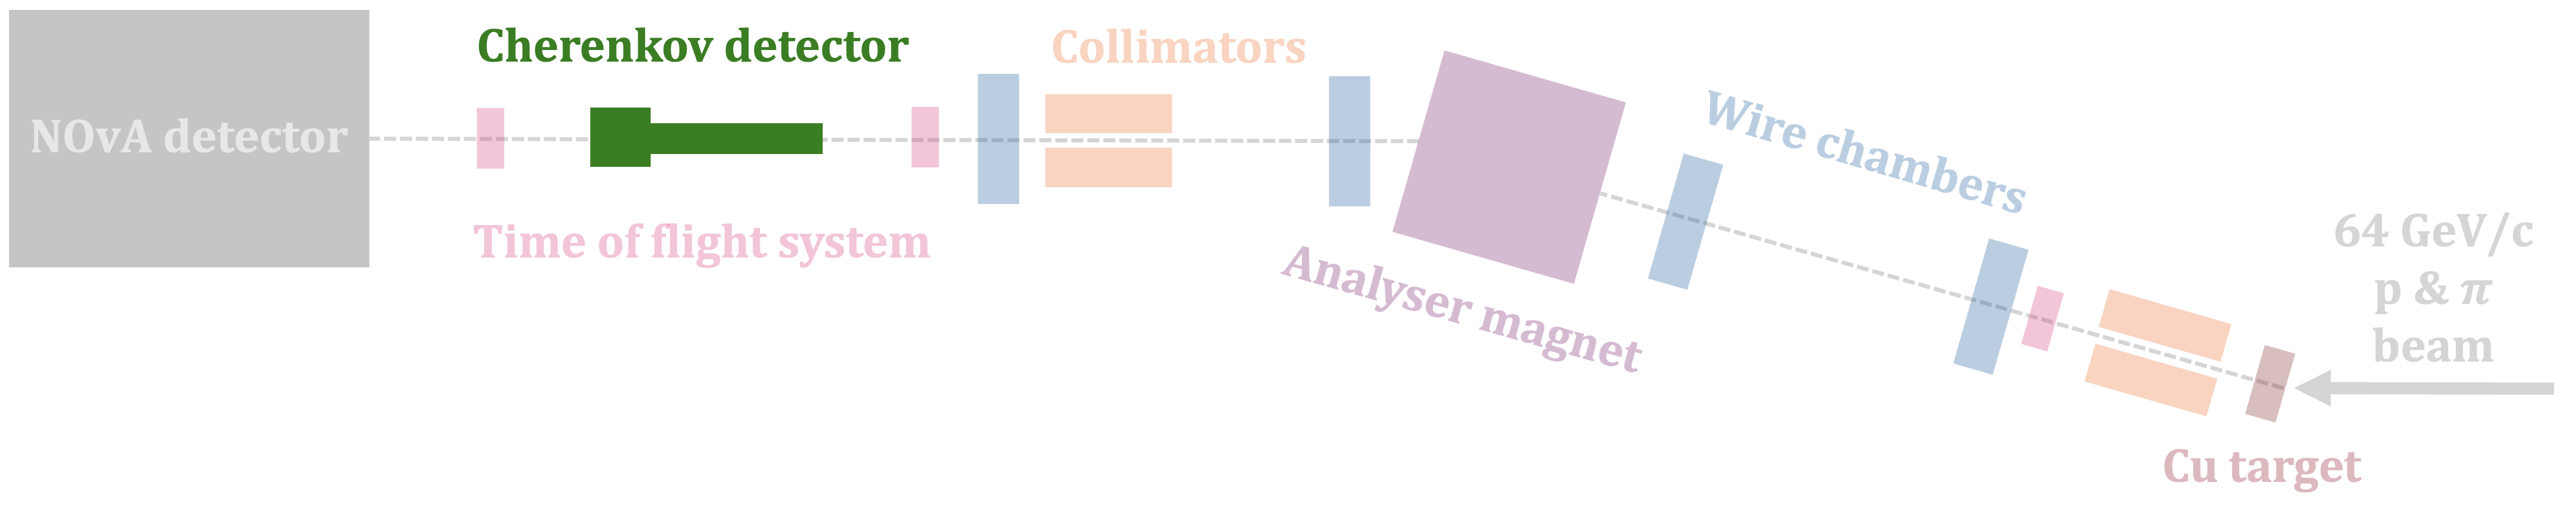 Cherenkov detector
Collimators
NOvA detector
Wire chambers
Time of flight system
Analyser magnet
64 GeV/c
p & π
beam
Cu target